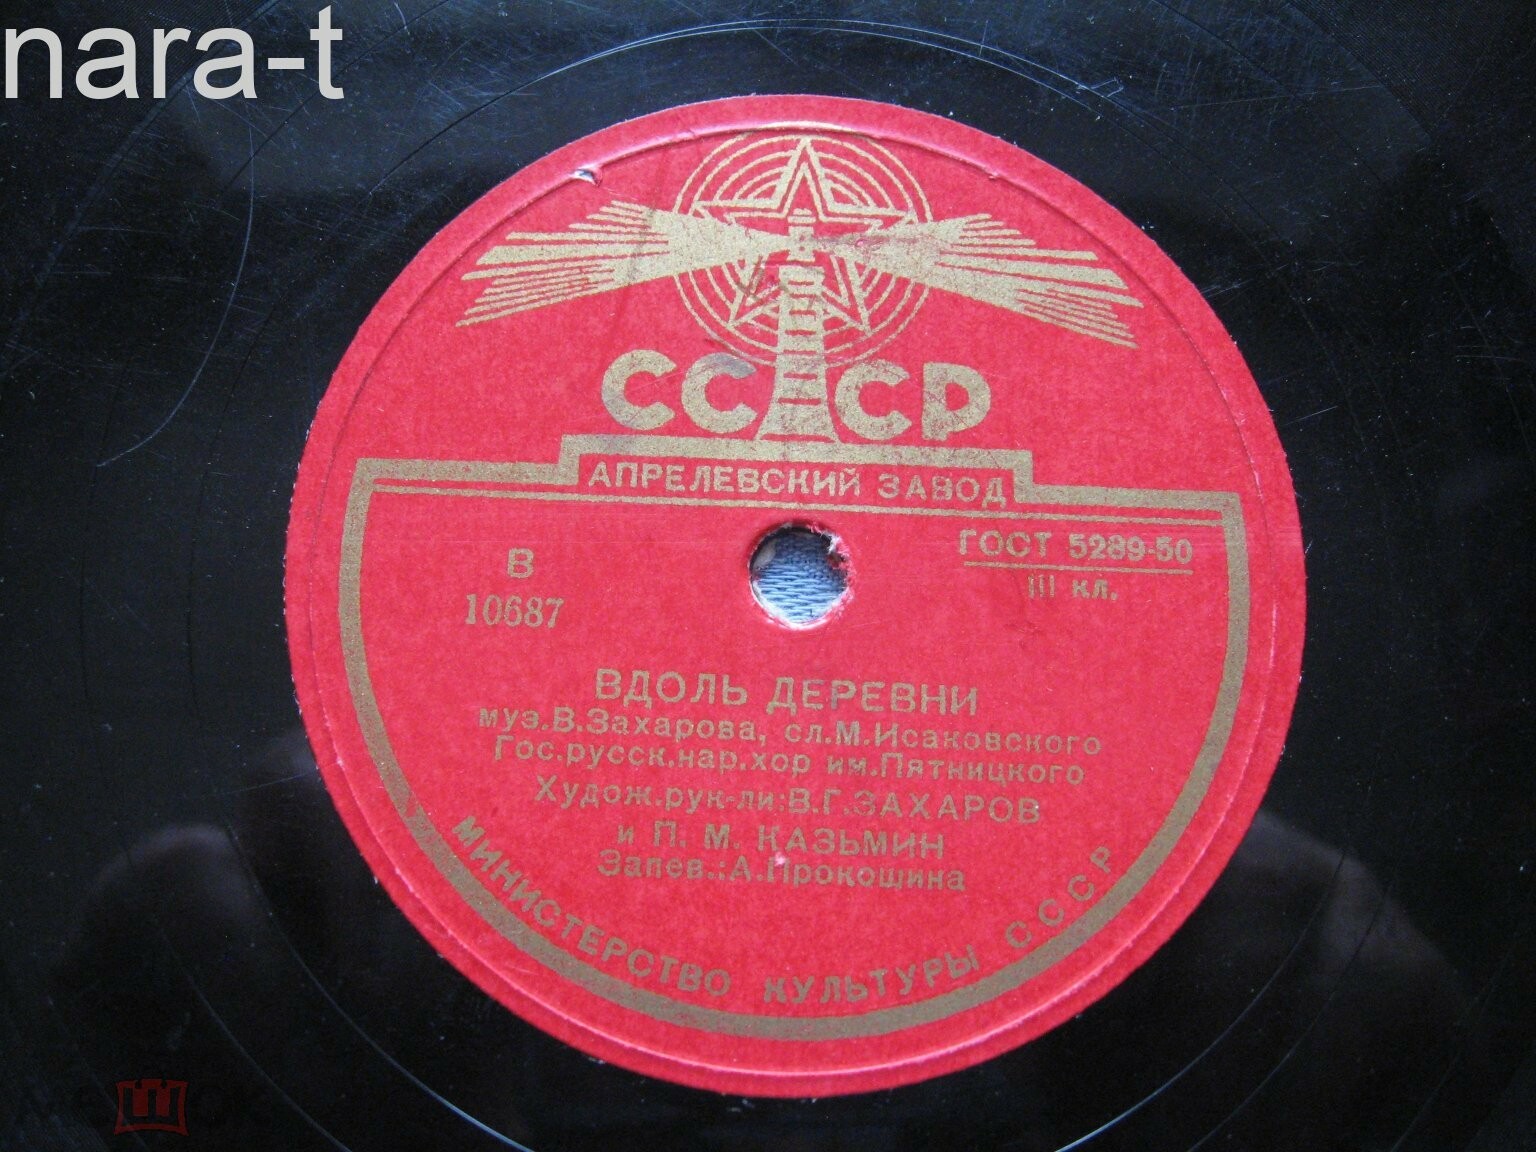 nara-t
СССР
АПРЕЛЕВСКИЙ ЗАВОД
В
10687
ГОСТ 5289-50
III кл.
ВДОЛЬ ДЕРЕВНИ
муз.В.Захарова, сл.М.Исаковского
Гос.русск.нар.хор им.Пятницкого
Худож.рук-ли:В.Г.ЗАХАРОВ
и П. М. КАЗЬМИН
Запев.:А.Прокошина
МИНИСТЕРСТВО КУЛЬТУРЫ СССР